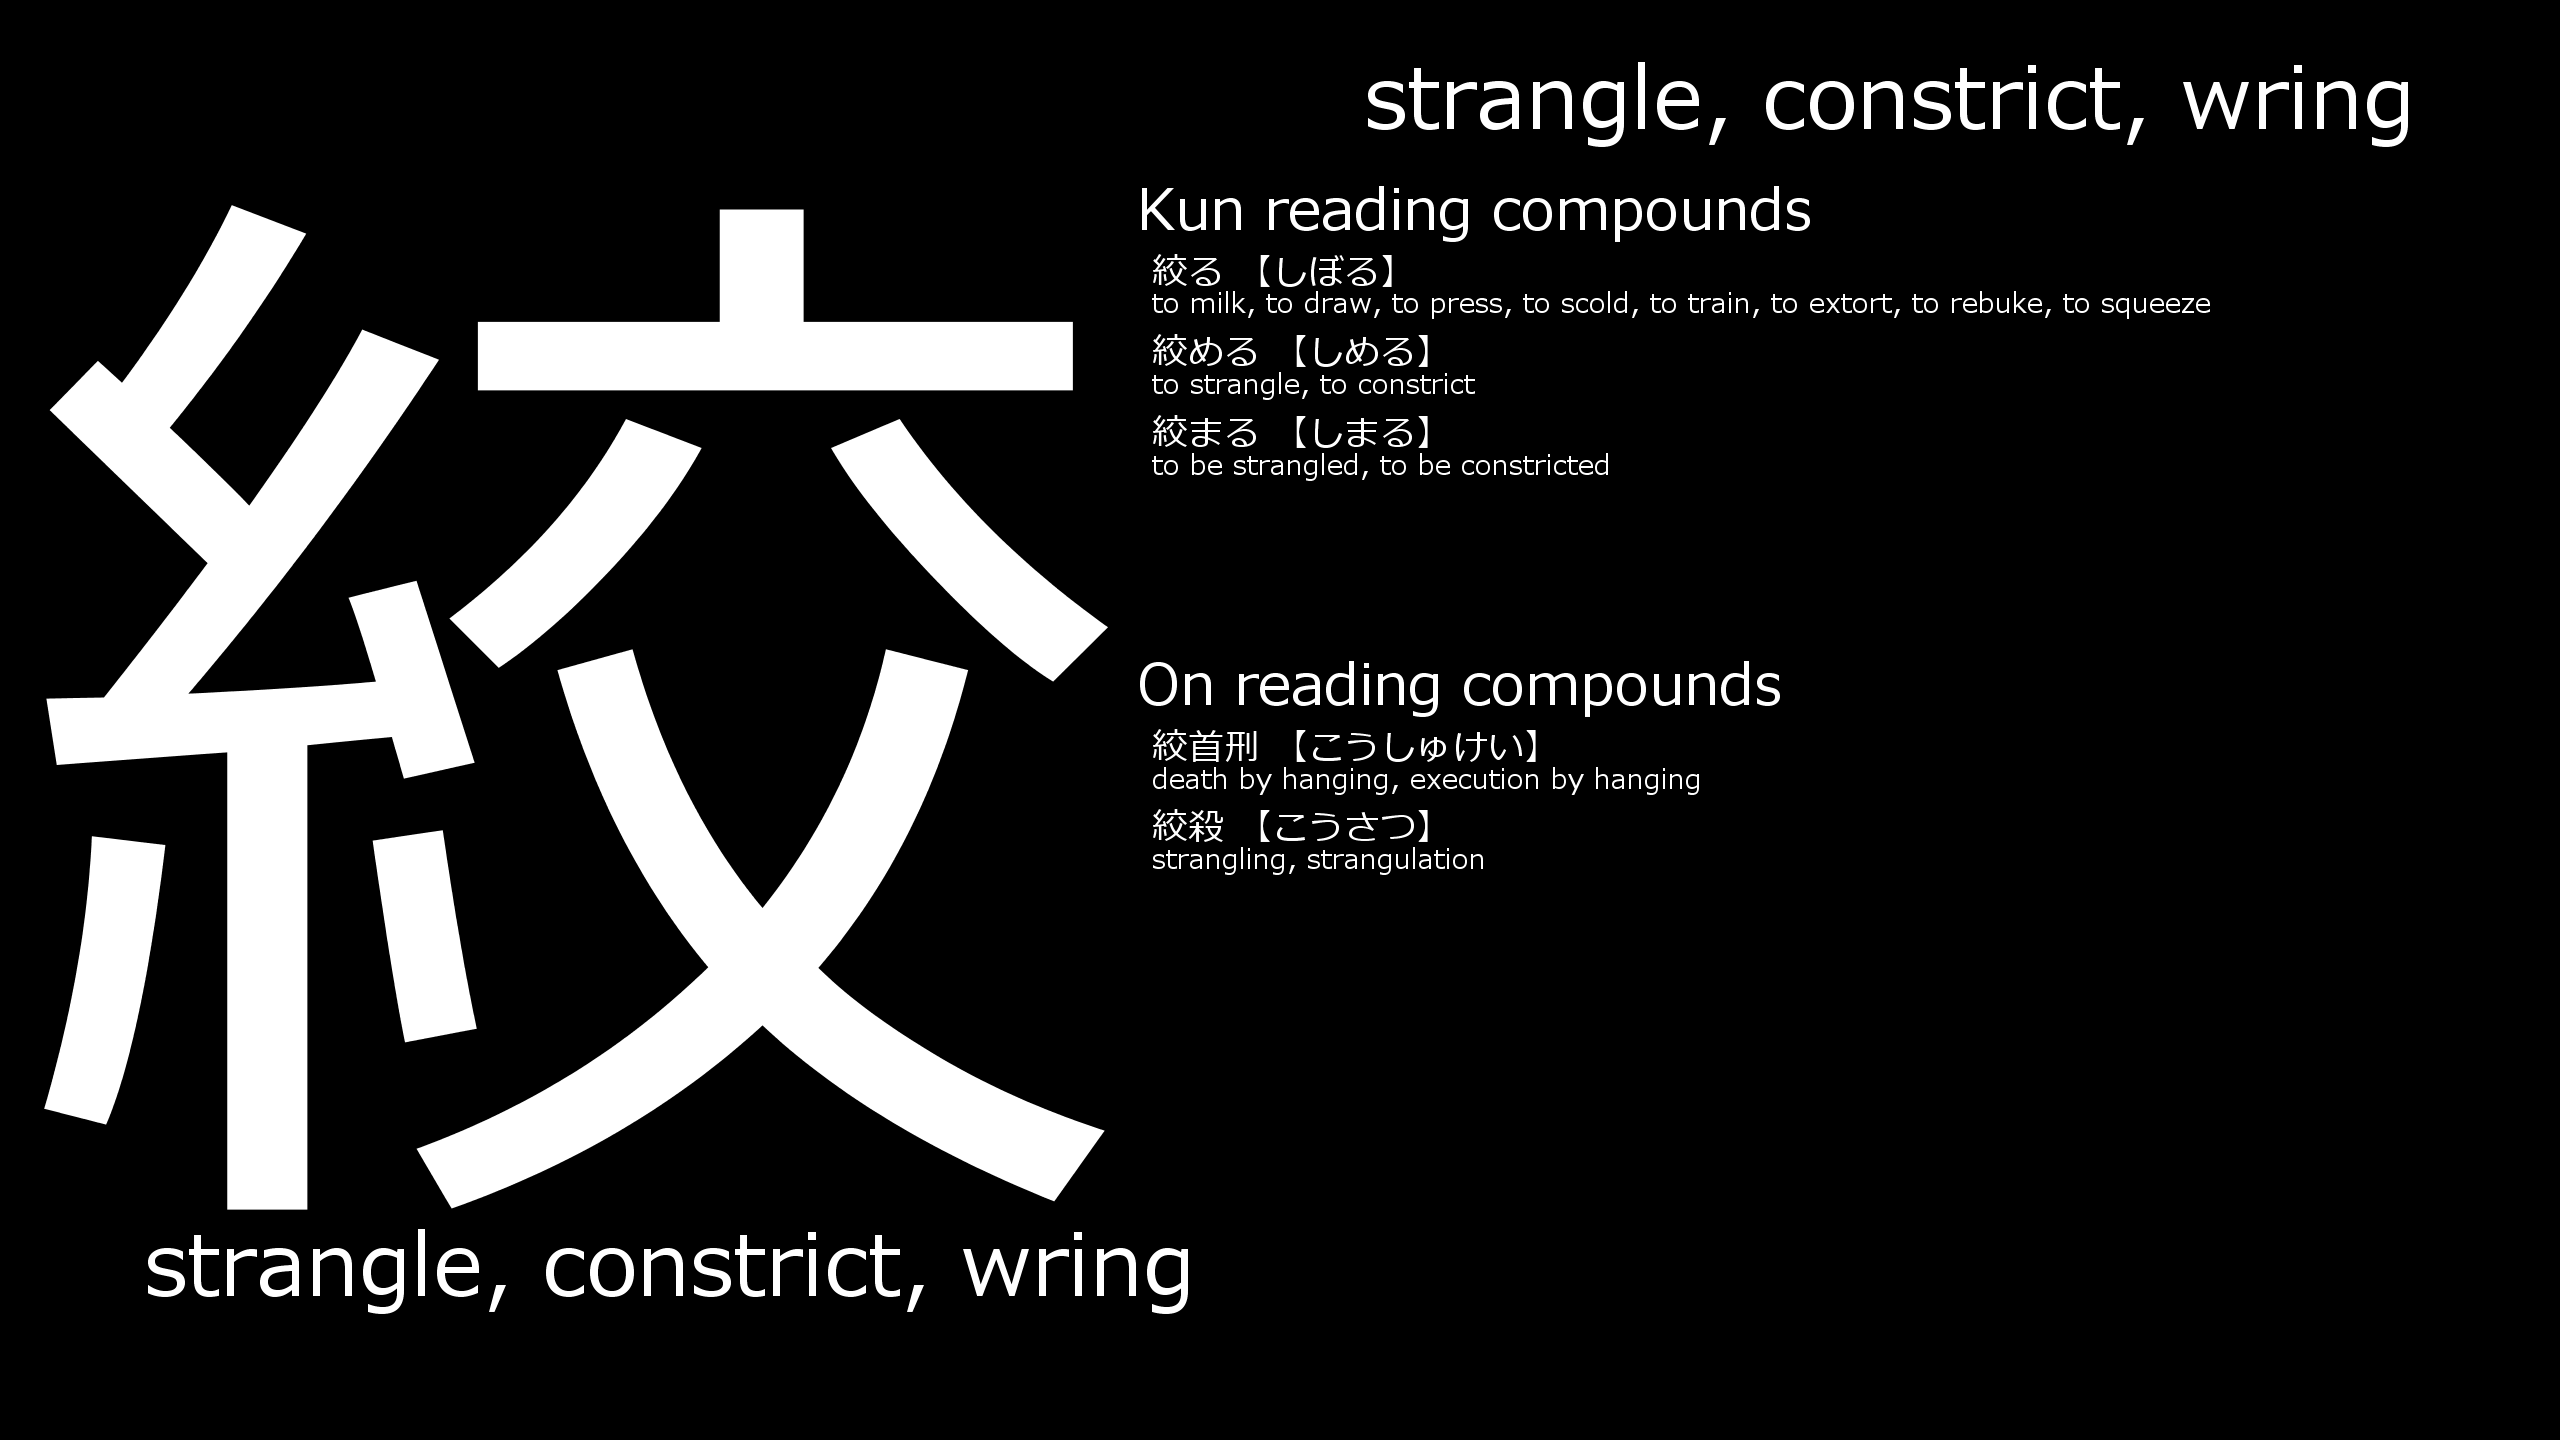 strangle, constrict, wring
絞
Kun reading compounds
絞る 【しぼる】
to milk, to draw, to press, to scold, to train, to extort, to rebuke, to squeeze
絞める 【しめる】
to strangle, to constrict
絞まる 【しまる】
to be strangled, to be constricted
On reading compounds
絞首刑 【こうしゅけい】
death by hanging, execution by hanging
絞殺 【こうさつ】
strangling, strangulation
strangle, constrict, wring